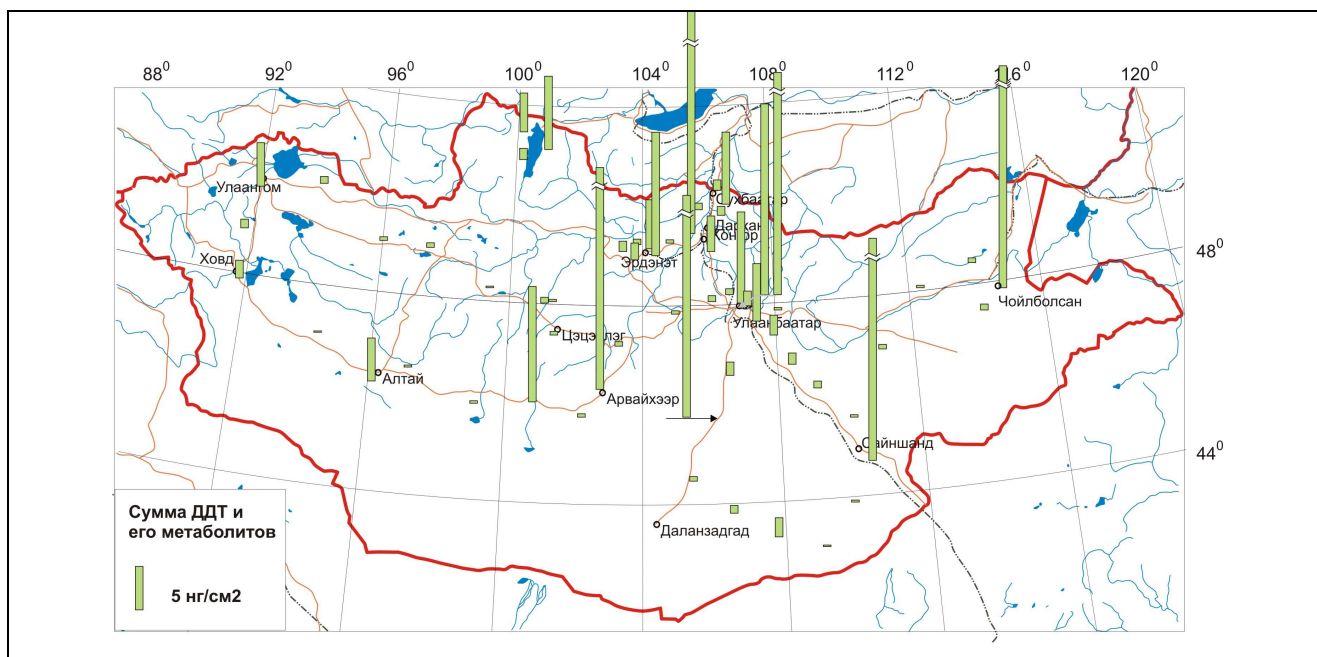 88⁰ 92⁰ 96⁰ 100⁰ 104⁰ 108⁰ 112⁰ 116⁰ 120⁰
Улаангом
Сухбаатар
Дархан
Хонгор
48⁰
Ховд
Эрдэнэт
Чойлболсан
Улаанбаатар
Цэцэрлэг
Алтай
Арвайхээр
Сайншанд
44⁰
Сумма ДДТ и
его метаболитов
5 нг/см2
Даланзадгад